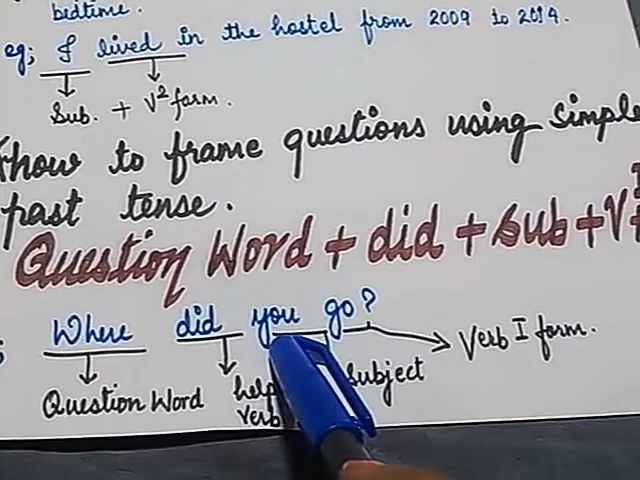 bedtime.
eg; I lived in the hostel from 2009 to 2014.
Sub. + V² form.
how to frame questions using simple
past tense.
Question Word + did + sub + V
Where did you go?
Question Word help Subject Verb I form.
Verb